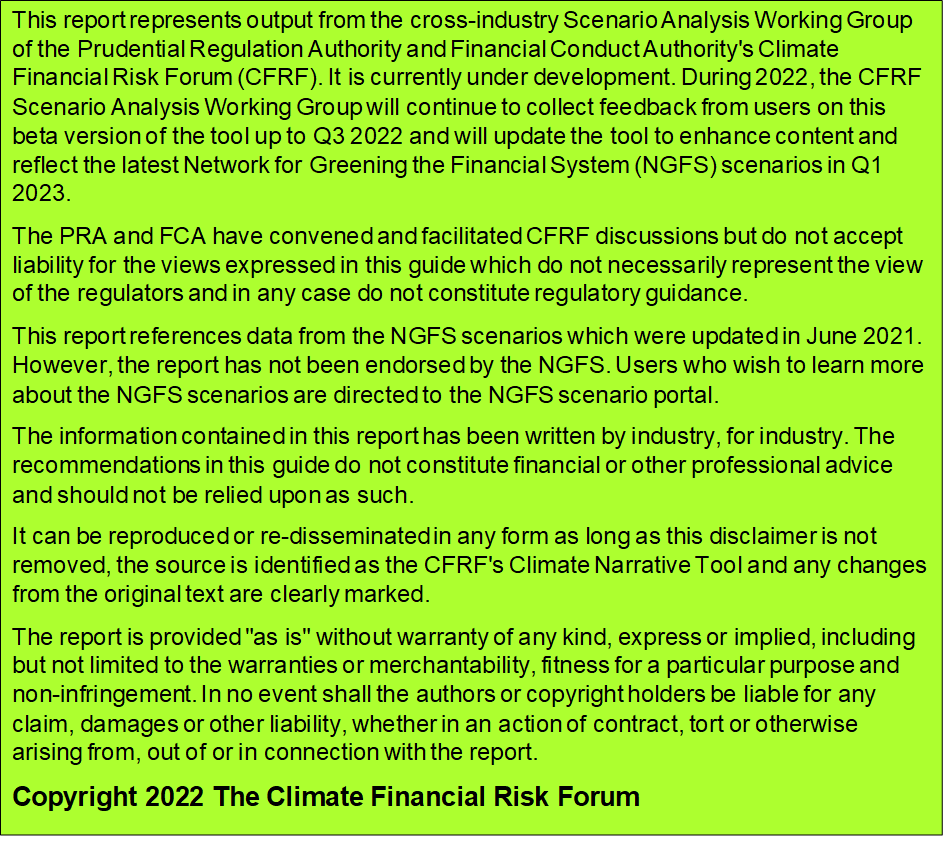 This report represents output from the cross-industry Scenario Analysis Working Group
of the Prudential Regulation Authority and Financial Conduct Authority's Climate
Financial Risk Forum (CFRF). It is currently under development. During 2022, the CFRF
Scenario Analysis Working Group will continue to collect feedback from users on this
beta version of the tool up to Q3 2022 and will update the tool to enhance content and
reflect the latest Network for Greening the Financial System (NGFS) scenarios in Q1
2023.
The PRA and FCA have convened and facilitated CFRF discussions but do not accept
liability for the views expressed in this guide which do not necessarily represent the view
of the regulators and in any case do not constitute regulatory guidance.
This report references data from the NGFS scenarios which were updated in June 2021.
However, the report has not been endorsed by the NGFS. Users who wish to learn more
about the NGFS scenarios are directed to the NGFS scenario portal.
The information contained in this report has been written by industry, for industry. The
recommendations in this guide do not constitute financial or other professional advice
and should not be relied upon as such.
It can be reproduced or re-disseminated in any form as long as this disclaimer is not
removed, the source is identified as the CFRF's Climate Narrative Tool and any changes
from the original text are clearly marked.
The report is provided "as is" without warranty of any kind, express or implied, including
but not limited to the warranties or merchantability, fitness for a particular purpose and
non-infringement. In no event shall the authors or copyright holders be liable for any
claim, damages or other liability, whether in an action of contract, tort or otherwise
arising from, out of or in connection with the report.
Copyright 2022 The Climate Financial Risk Forum